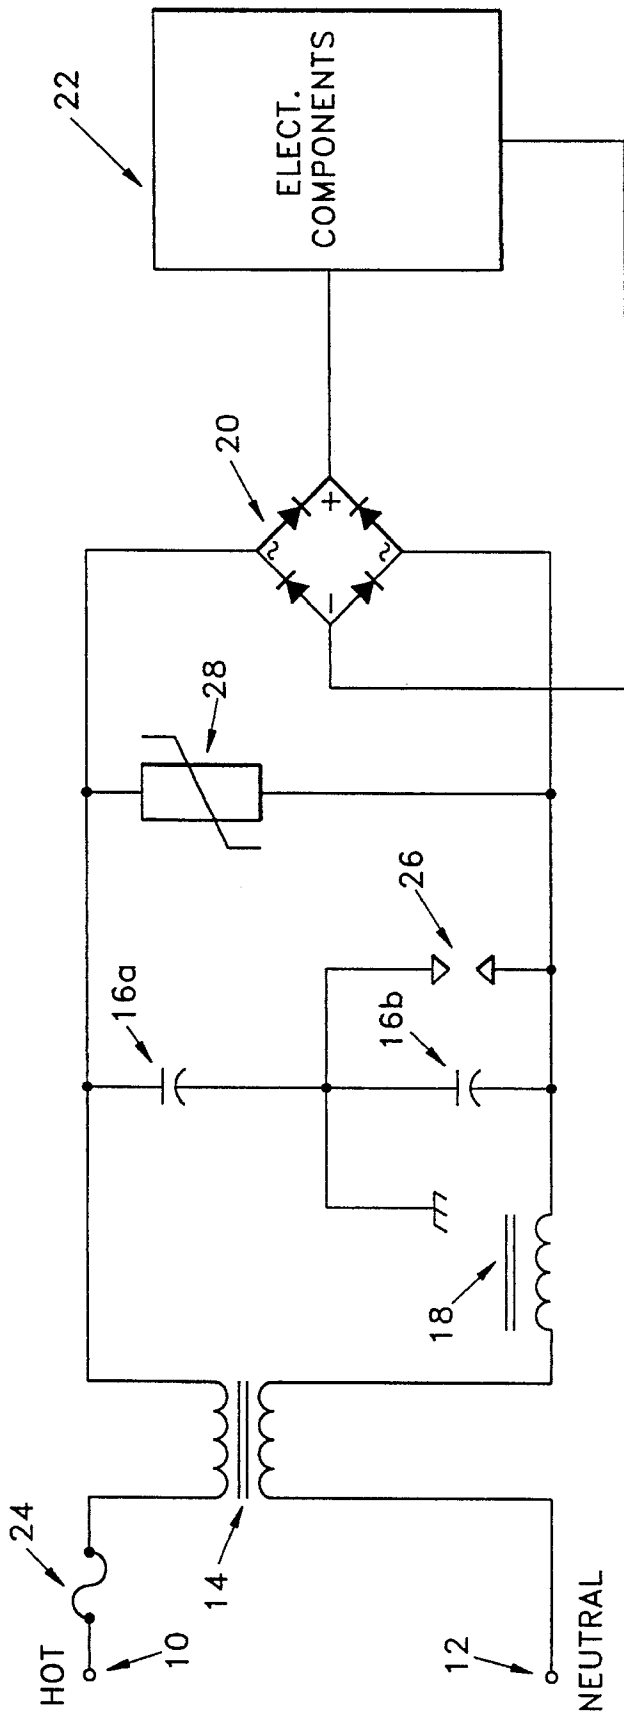 HOT
10
24
14
NEUTRAL
12
18
16a
16b
26
28
20
~
~
+
−
22
ELECT.
COMPONENTS